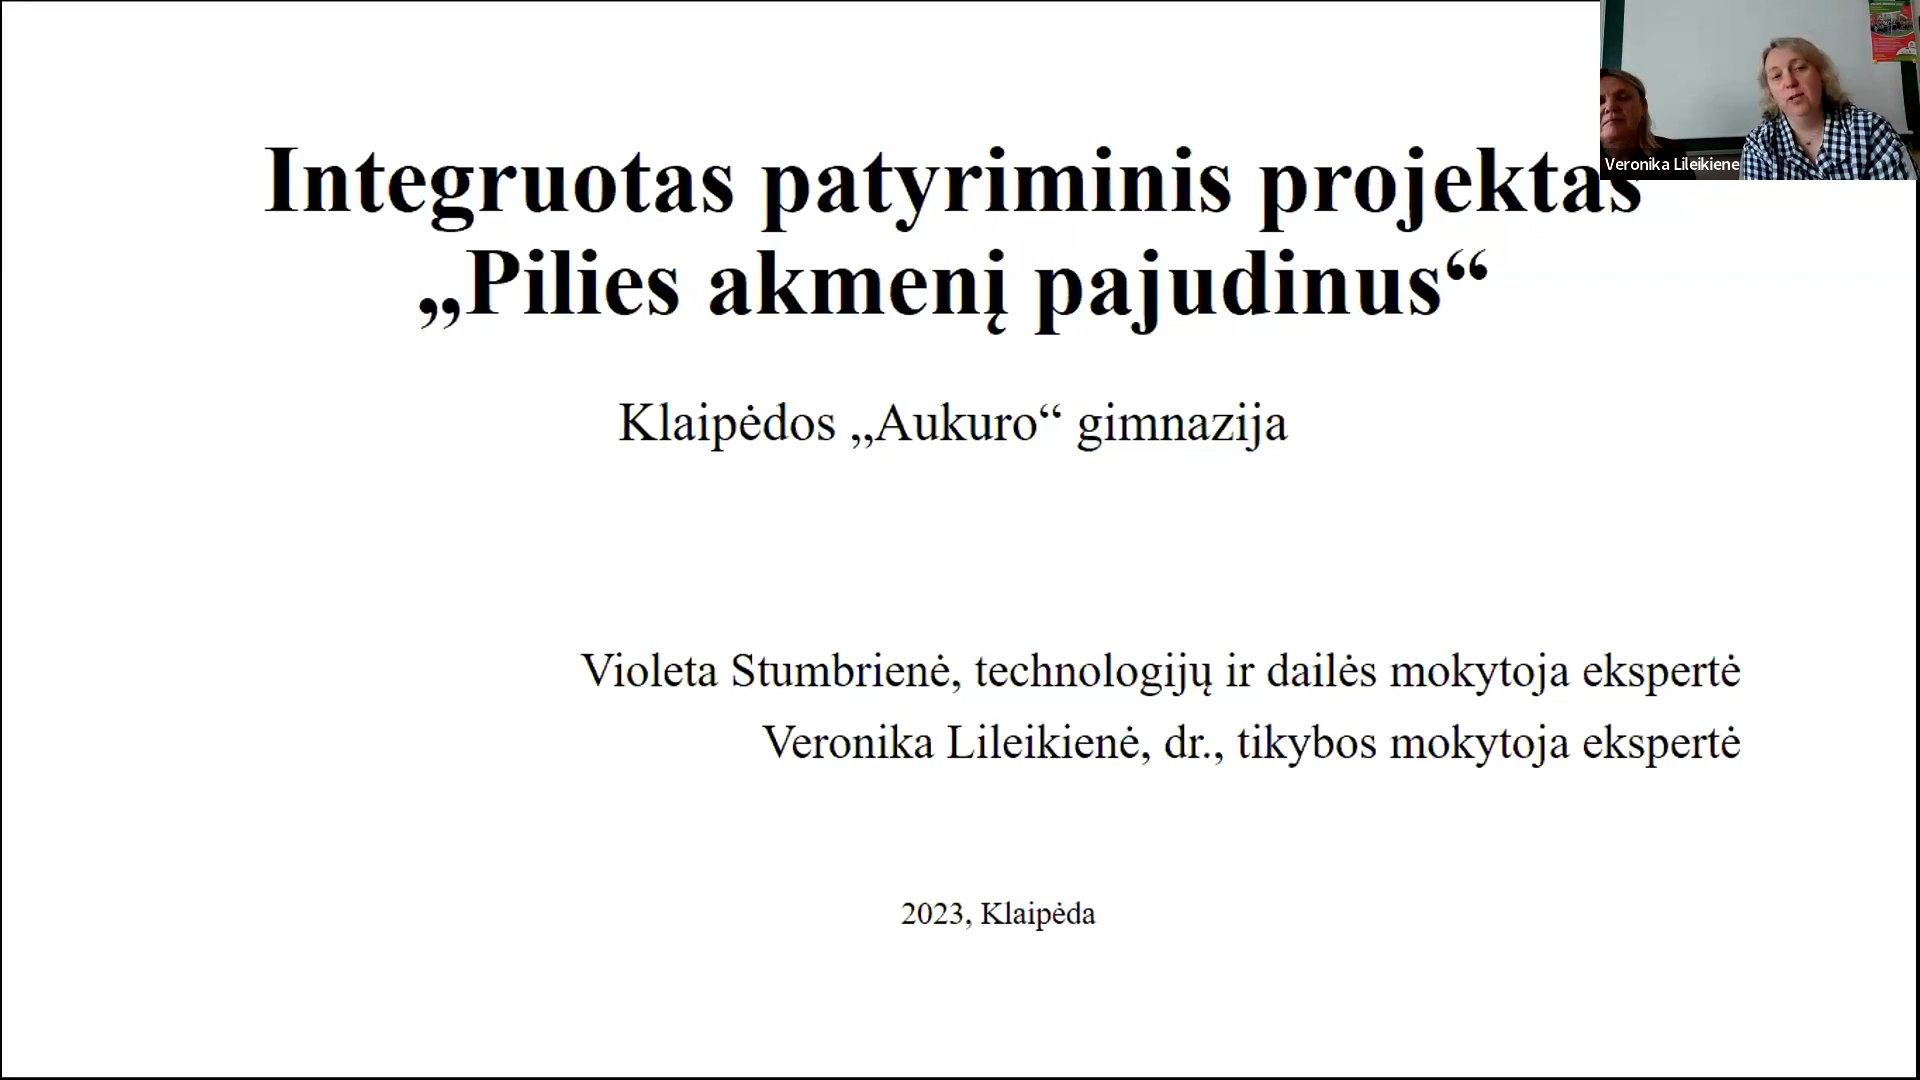 Integruotas patyriminis projektas
„Pilies akmenį pajudinus“
Klaipėdos „Aukuro“ gimnazija
Violeta Stumbrienė, technologijų ir dailės mokytoja ekspertė
Veronika Lileikienė, dr., tikybos mokytoja ekspertė
2023, Klaipėda
Veronika Lileikiene